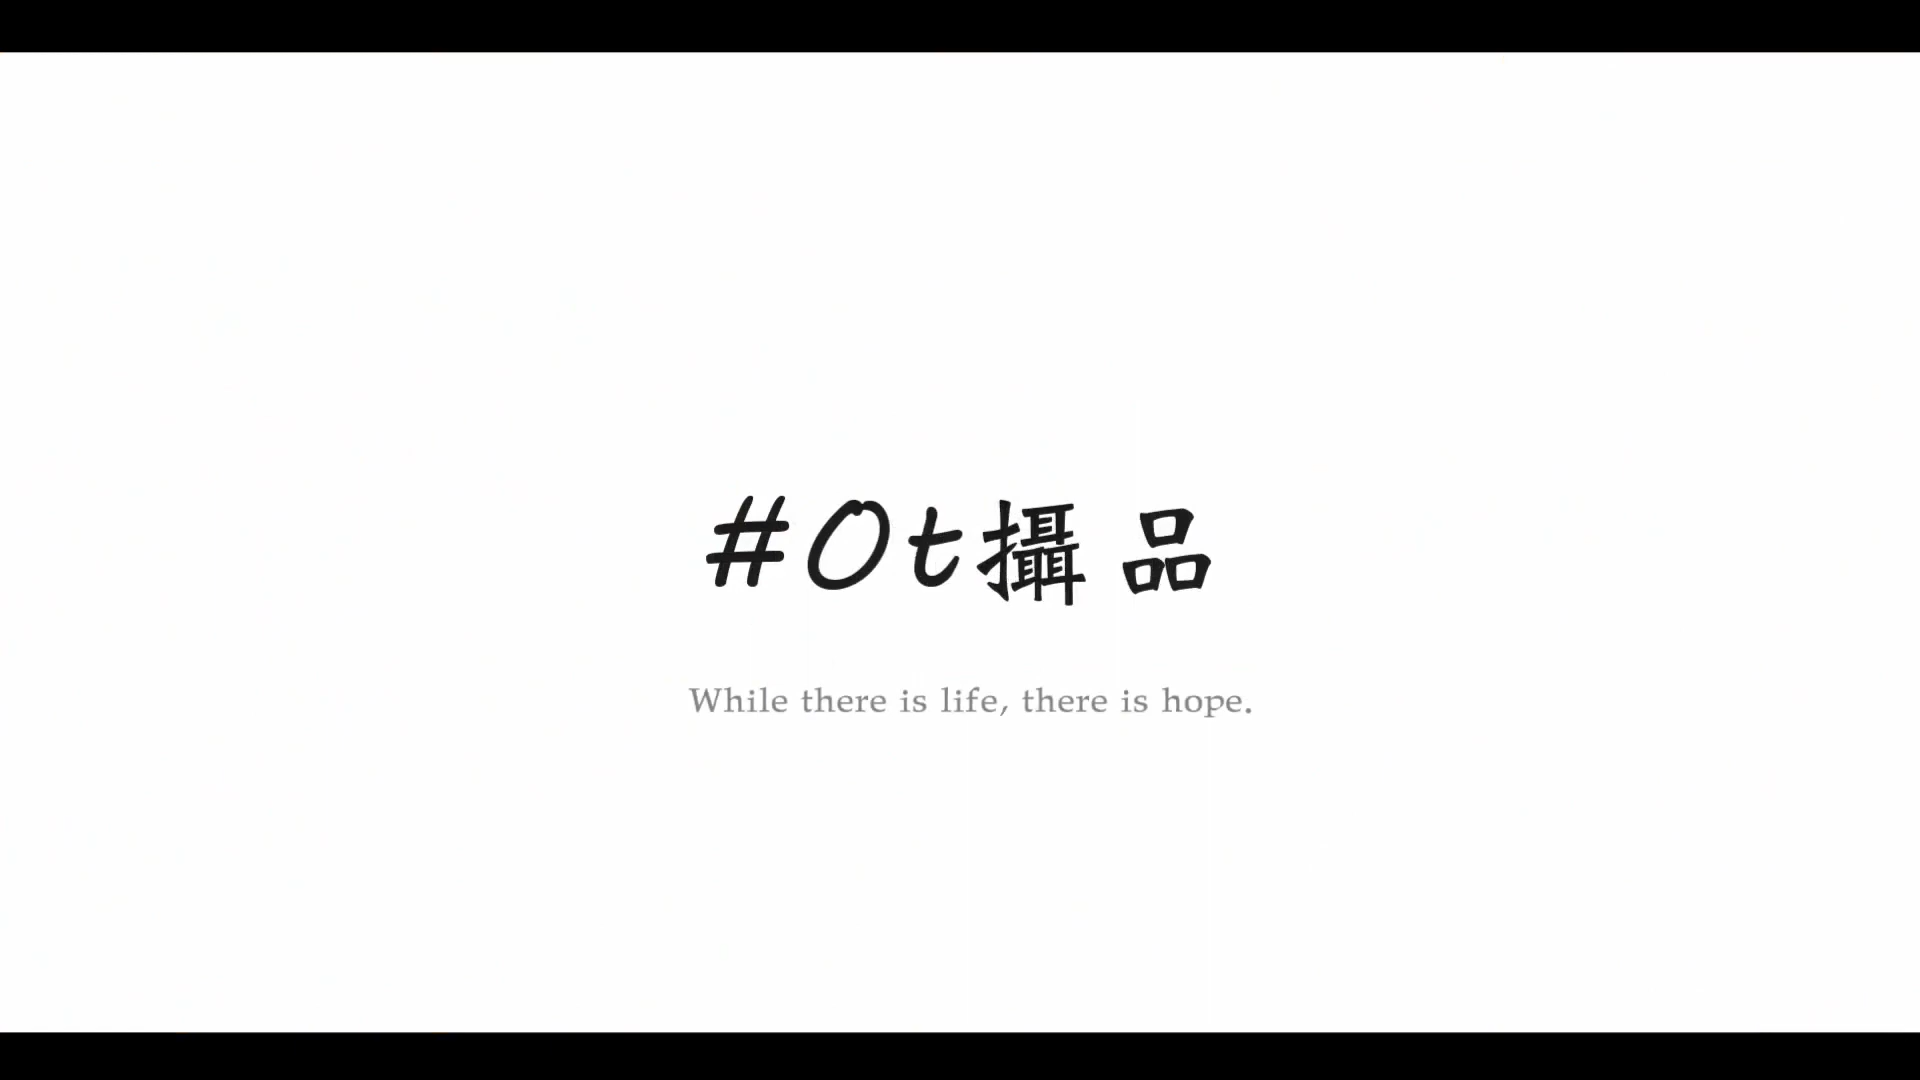 #Ot攝品
While there is life, there is hope.